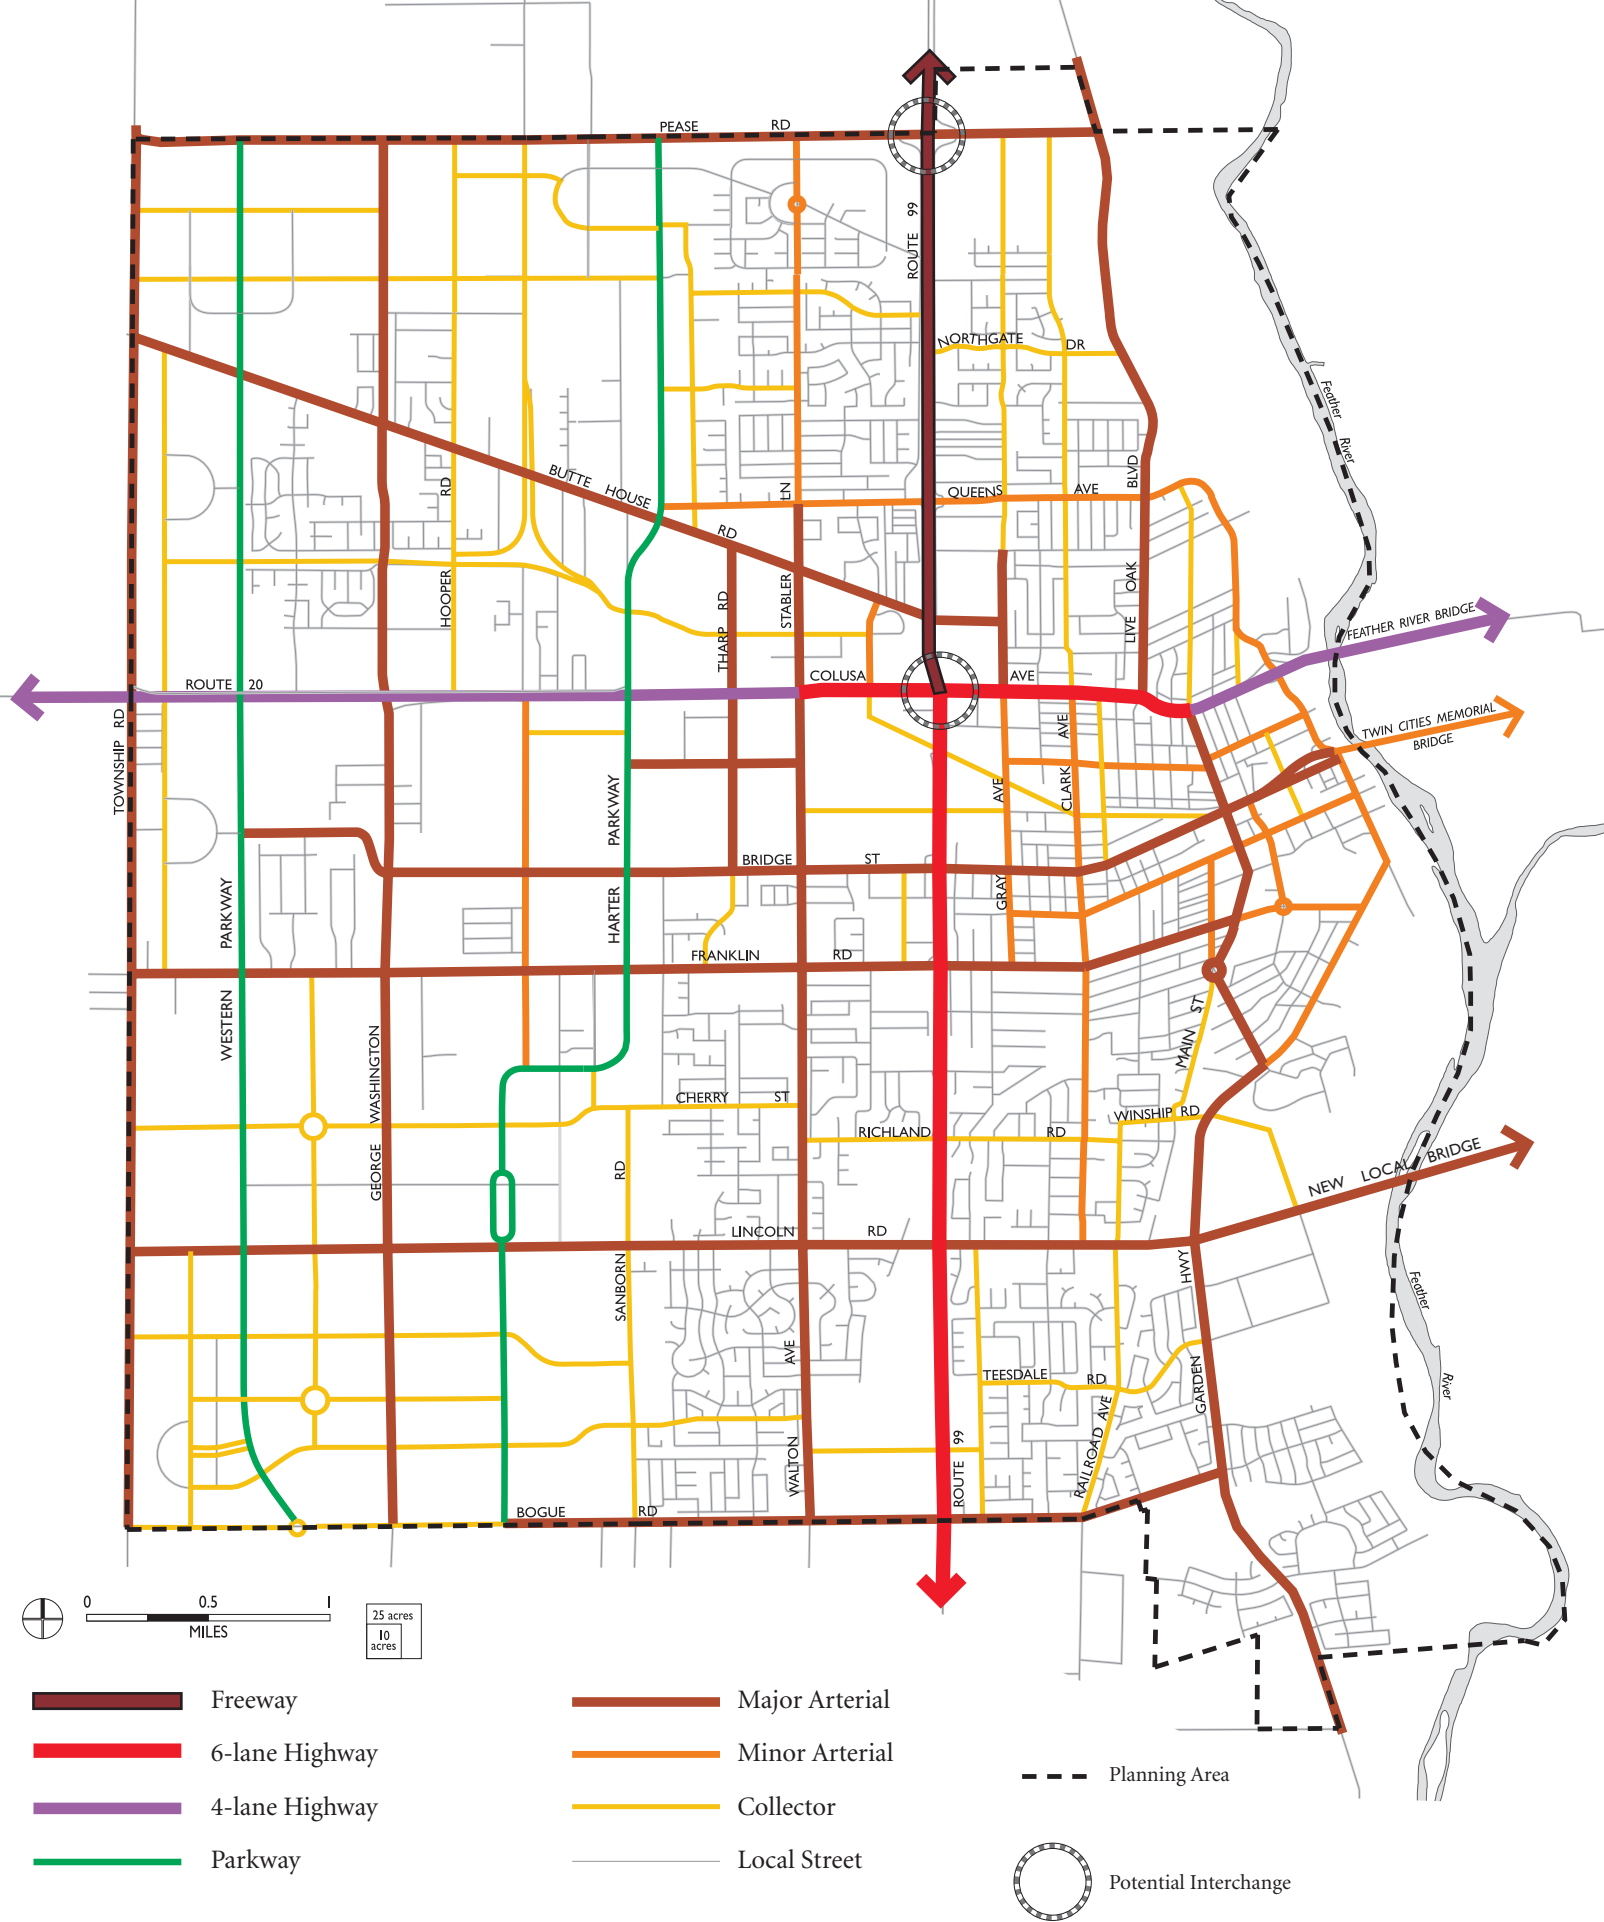 PEASE RD
ROUTE 99
NORTHGATE DR
Feather River
BUTTE HOUSE RD
LN
QUEENS AVE
BLVD
RD
HOOPER
THARP RD
STABLER
LIVE OAK
FEATHER RIVER BRIDGE
ROUTE 20
COLUSA AVE
TOWNSHIP RD
TWIN CITIES MEMORIAL
BRIDGE
PARKWAY
HARTER
AVE
GRAY
AVE
CLARK
BRIDGE ST
PARKWAY
WESTERN
FRANKLIN RD
GEORGE WASHINGTON
MAIN ST
CHERRY ST
WINSHIP RD
RICHLAND RD
NEW LOCAL BRIDGE
RD
SANBORN
LINCOLN RD
HWY
GARDEN
Feather River
AVE
WALTON
TEESDALE RD
RAILROAD AVE
ROUTE 99
BOGUE RD
0 0.5 1
MILES
25 acres
10
acres
Freeway
6-lane Highway
4-lane Highway
Parkway
Major Arterial
Minor Arterial
Collector
Local Street
Planning Area
Potential Interchange